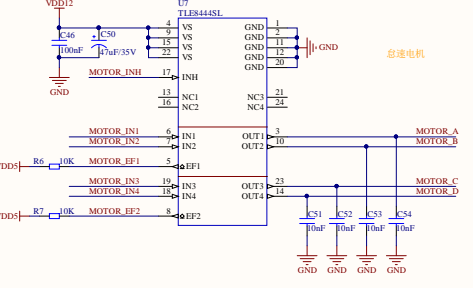 VDD12
U7
TLE8444SL
C46
100nF
C50
47uF/35V
GND
4 VS
9 VS
15 VS
22 VS
GND 1
GND 2
GND 11
GND 12
GND 20
GND
怠速电机
MOTOR_INH 17 INH
13 NC1
16 NC2
NC3 21
NC4 24
MOTOR_IN1 6 IN1
MOTOR_IN2 7 IN2
OUT1 3 MOTOR_A
OUT2 10 MOTOR_B
VDD5 R6 10K MOTOR_EF1 5 EF1
MOTOR_IN3 19 IN3
MOTOR_IN4 18 IN4
OUT3 23 MOTOR_C
OUT4 14 MOTOR_D
VDD5 R7 10K MOTOR_EF2 8 EF2
C51 C52 C53 C54
10nF 10nF 10nF 10nF
GND GND GND GND